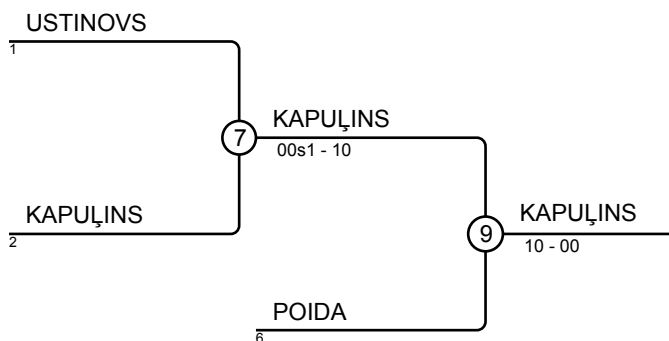 USTINOVS
1
7
KAPUĻINS
00s1 - 10
KAPUĻINS
2
9
KAPUĻINS
10 - 00
POIDA
6